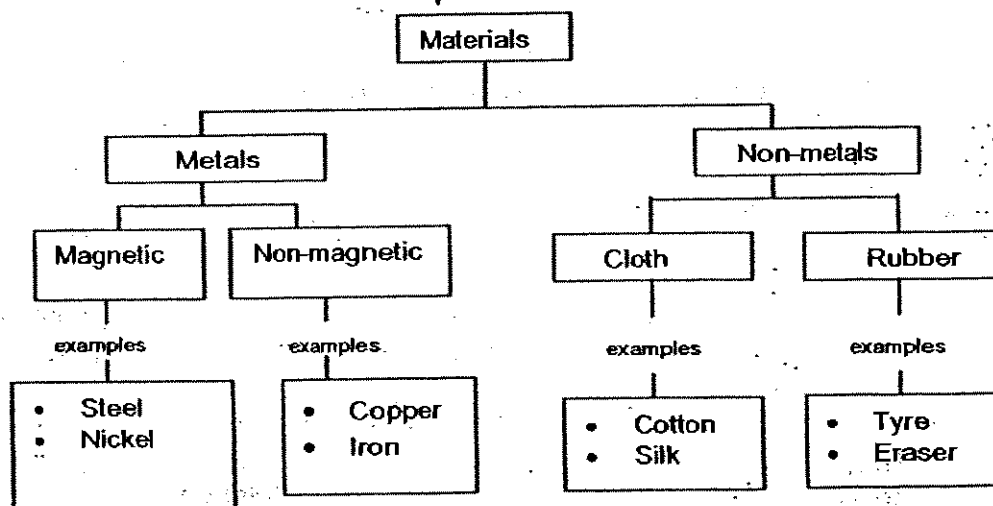 Materials
Metals
Non-metals
Magnetic
Non-magnetic
Cloth
Rubber
examples
examples
examples
examples
• Steel
• Nickel
• Copper
• Iron
• Cotton
• Silk
• Tyre
• Eraser